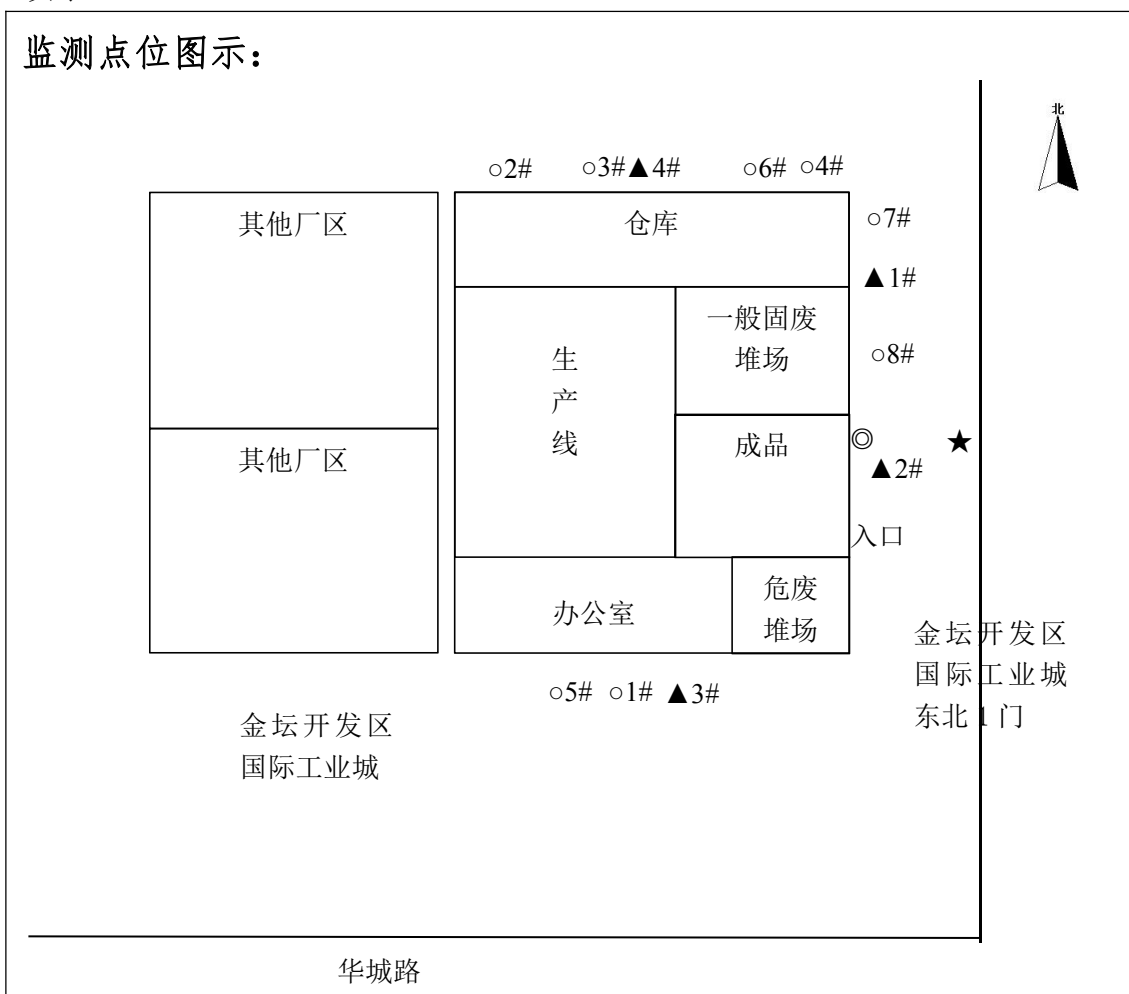 监测点位图示：
北
○2# ○3#▲4# ○6# ○4#
其他厂区
仓库
○7#
▲1#
一般固废
堆场
○8#
生
产
线
其他厂区
成品
◎
★
▲2#
入口
办公室
危废
堆场
金坛开发区
国际工业城
东北 1 门
○5# ○1# ▲3#
金坛开发区
国际工业城
华城路